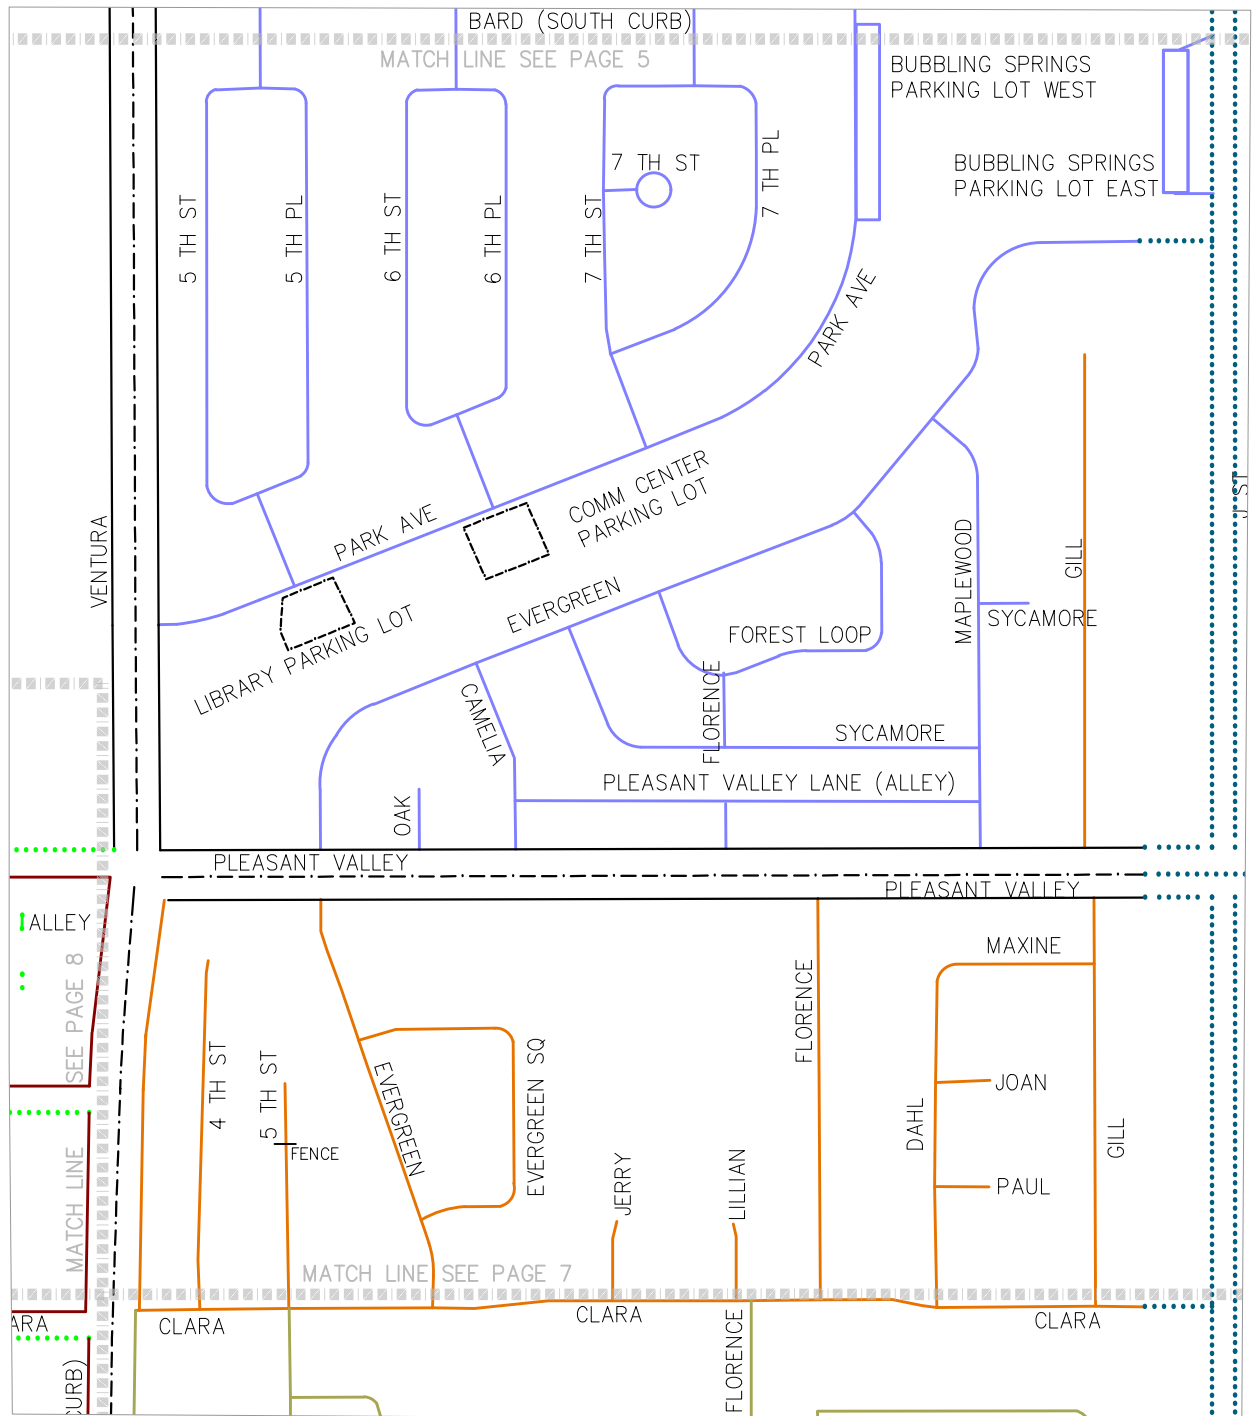 BARD (SOUTH CURB)
MATCH LINE SEE PAGE 5
BUBBLING SPRINGS
PARKING LOT WEST
BUBBLING SPRINGS
PARKING LOT EAST
7 TH ST
7 TH PL
5 TH ST
5 TH PL
6 TH ST
6 TH PL
7 TH ST
PARK AVE
COMM CENTER
PARKING LOT
PARK AVE
J ST
VENTURA
MAPLEWOOD
GILL
EVERGREEN
SYCAMORE
LIBRARY PARKING LOT
FOREST LOOP
FLORENCE
CAMELIA
SYCAMORE
PLEASANT VALLEY LANE (ALLEY)
OAK
PLEASANT VALLEY
PLEASANT VALLEY
ALLEY
MAXINE
SEE PAGE 8
FLORENCE
4 TH ST
5 TH ST
EVERGREEN
EVERGREEN SQ
JOAN
DAHL
GILL
FENCE
JERRY
LILLIAN
PAUL
MATCH LINE
MATCH LINE SEE PAGE 7
ARA
CLARA
CLARA
CLARA
FLORENCE
CURB)